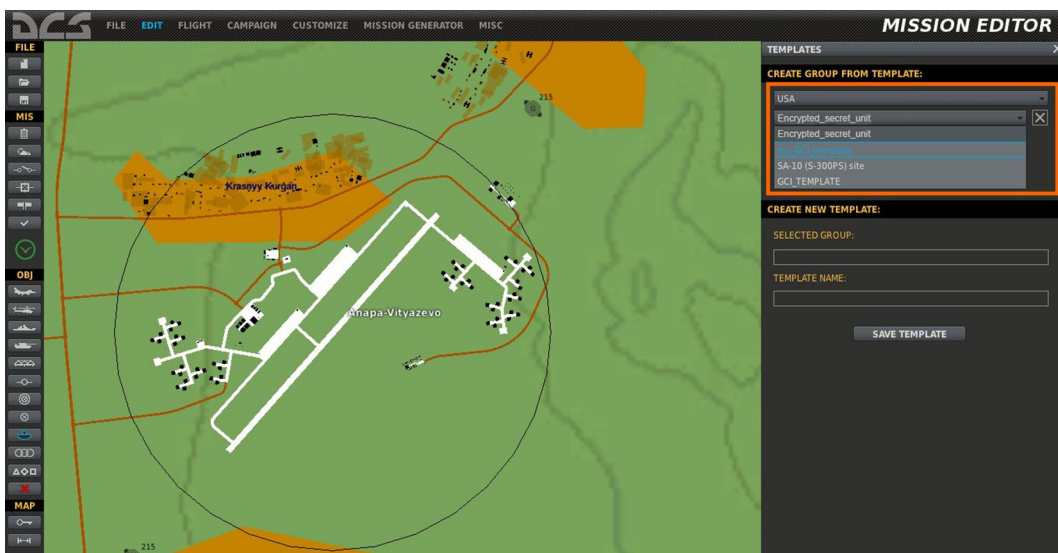 DCS FILE EDIT FLIGHT CAMPAIGN CUSTOMIZE MISSION GENERATOR MISC MISSION EDITOR
FILE
MIS
OBJ
MAP
215
Krasnyy Kurgan
Anapa-Vityazevo
215
TEMPLATES X
CREATE GROUP FROM TEMPLATE:
USA
Encrypted_secret_unit
Encrypted_secret_unit
my_GCI_template
SA-10 (S-300PS) site
GCI_TEMPLATE
CREATE NEW TEMPLATE:
SELECTED GROUP:
TEMPLATE NAME:
SAVE TEMPLATE